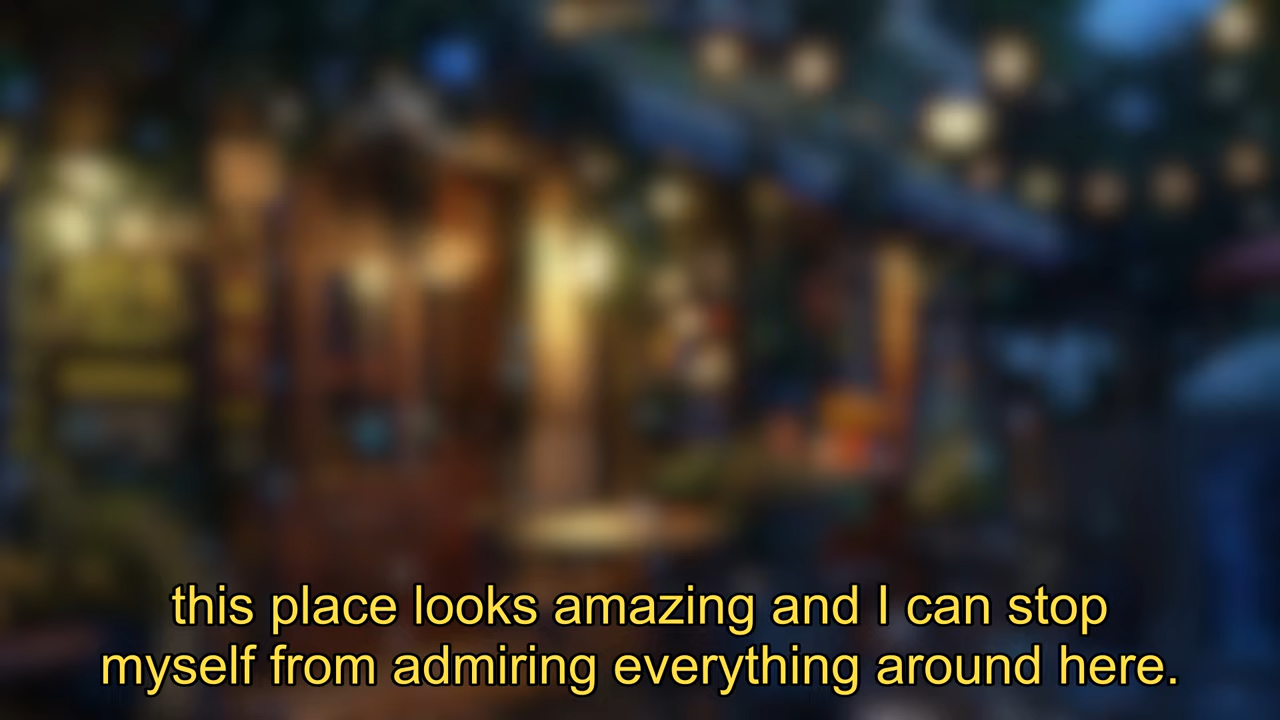 this place looks amazing and I can stop
myself from admiring everything around here.